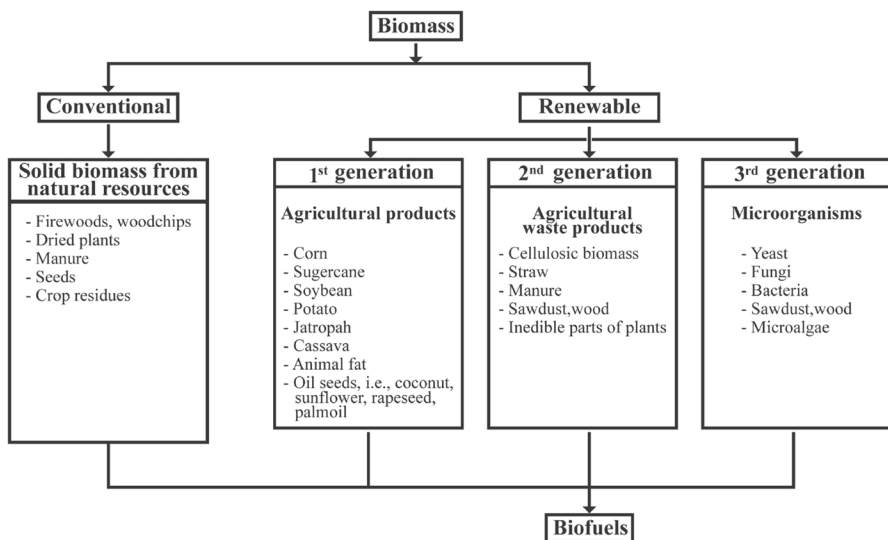 Biomass
Conventional
Renewable
Solid biomass from
natural resources
- Firewoods, woodchips
- Dried plants
- Manure
- Seeds
- Crop residues
1st generation
Agricultural products
- Corn
- Sugercane
- Soybean
- Potato
- Jatropah
- Cassava
- Animal fat
- Oil seeds, i.e., coconut,
sunflower, rapeseed,
palmoil
2nd generation
Agricultural
waste products
- Cellulosic biomass
- Straw
- Manure
- Sawdust,wood
- Inedible parts of plants
3rd generation
Microorganisms
- Yeast
- Fungi
- Bacteria
- Sawdust,wood
- Microalgae
Biofuels